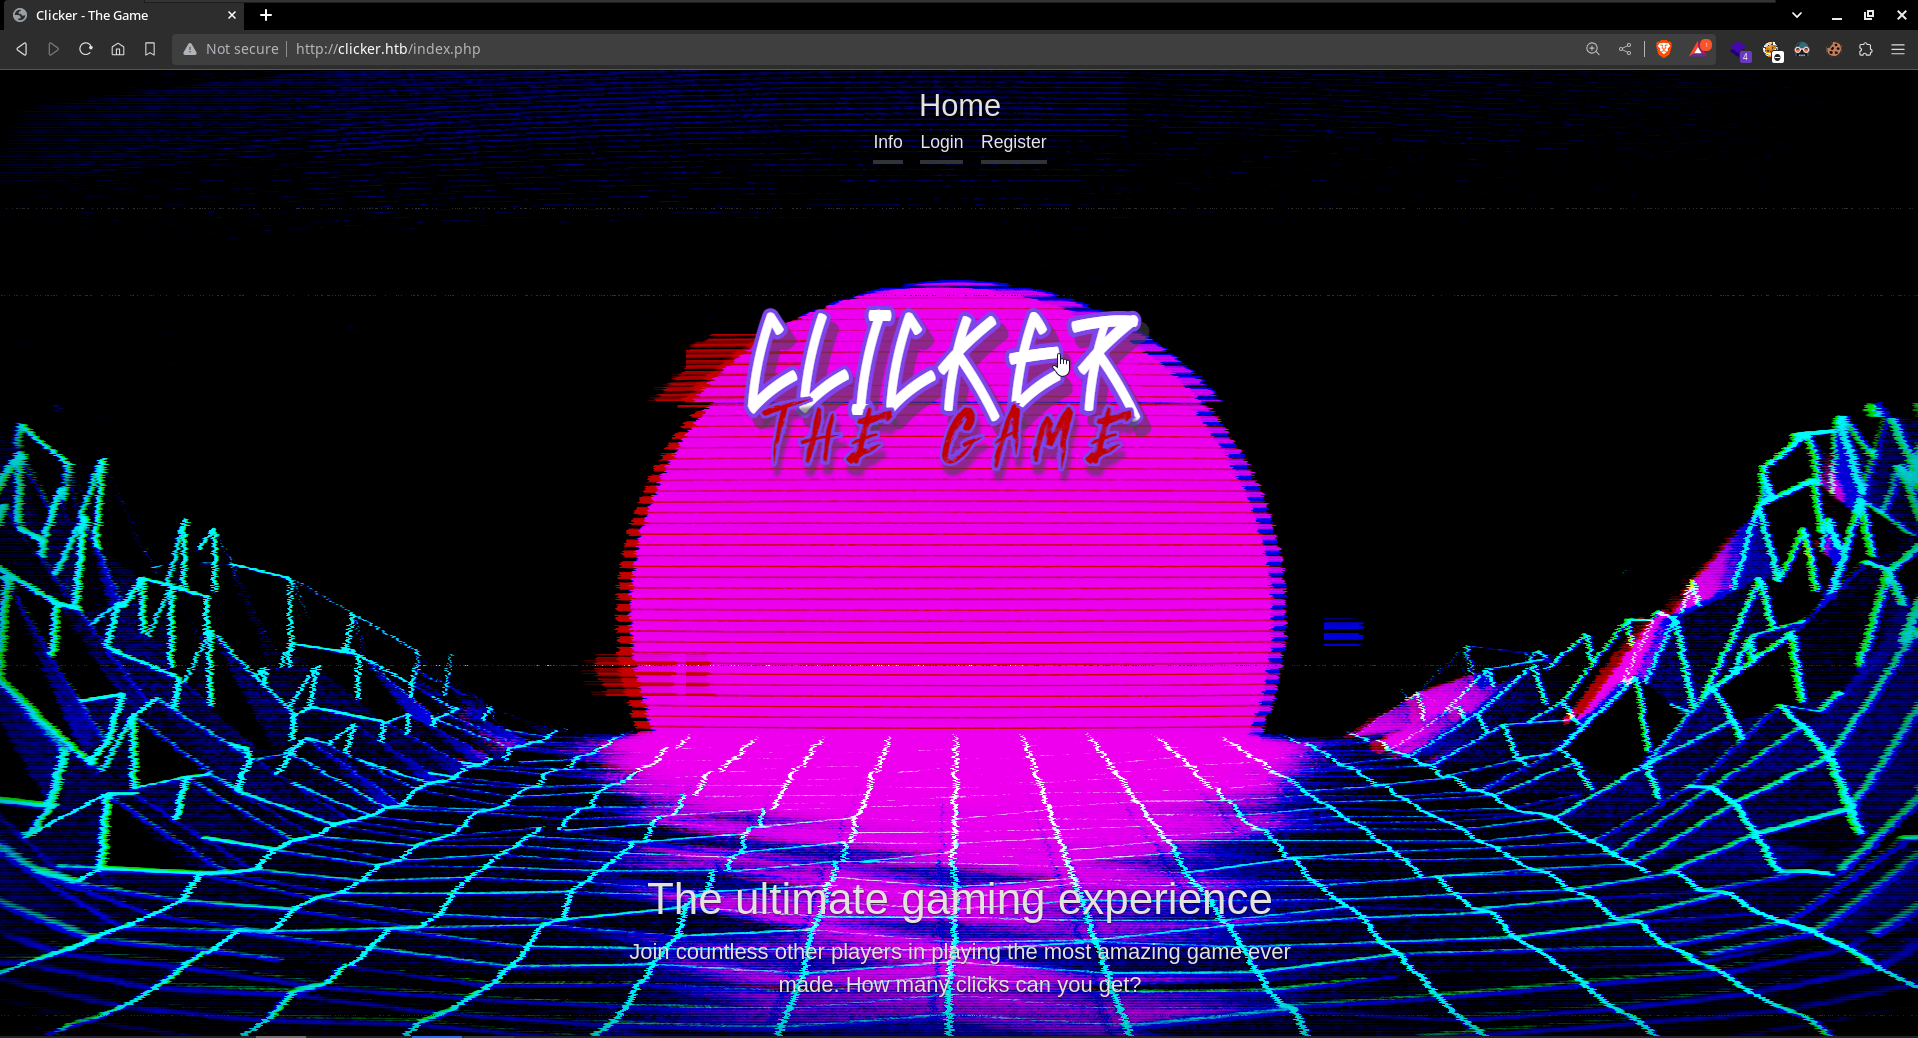 Clicker - The Game
Not secure http://clicker.htb/index.php
4
Home
Info Login Register
CLICKER
THE GAME
The ultimate gaming experience
Join countless other players in playing the most amazing game ever
made. How many clicks can you get?